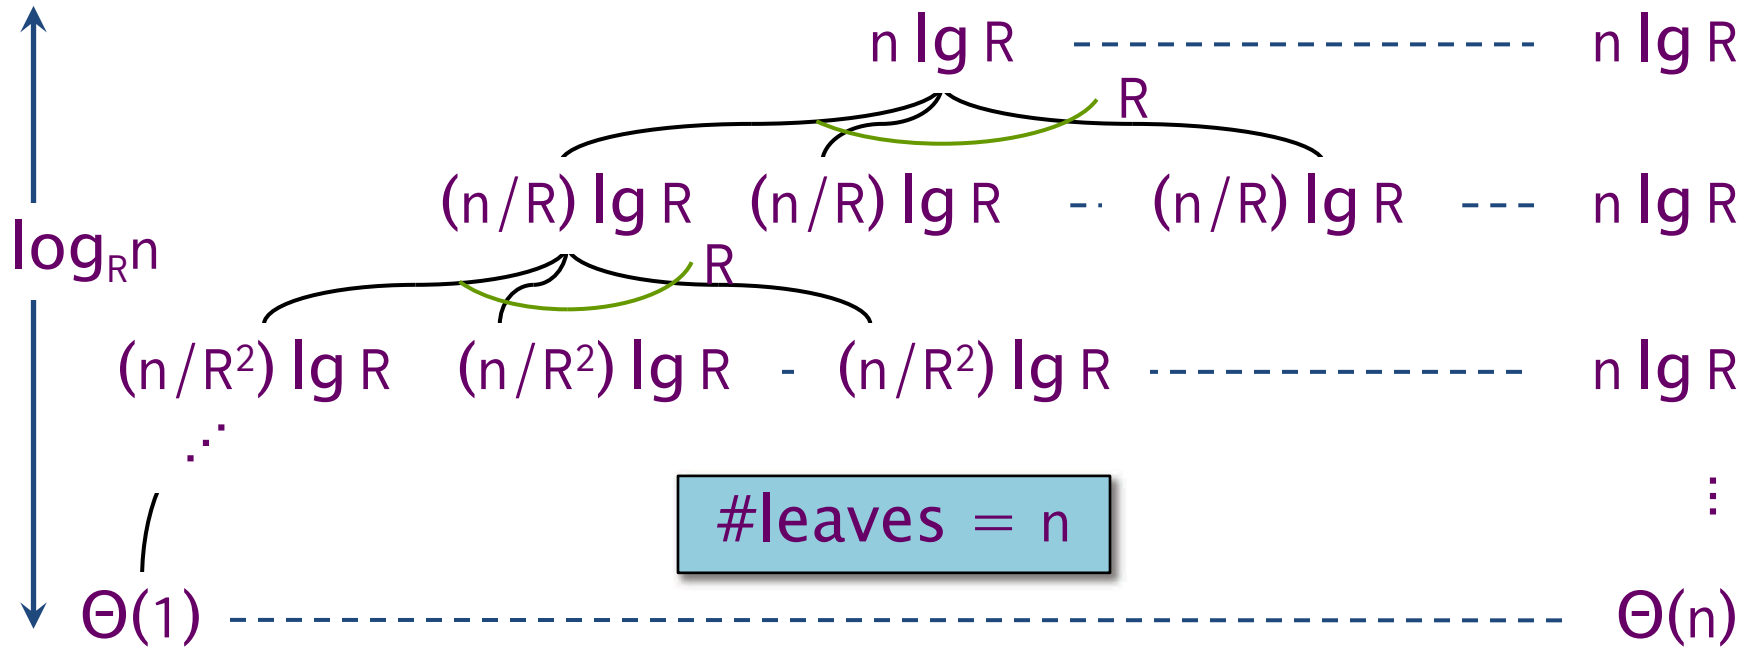 n lg R n lg R
R
(n/R) lg R (n/R) lg R (n/R) lg R n lg R
log_R n
R
(n/R²) lg R (n/R²) lg R (n/R²) lg R n lg R
⋰ ⋮
#leaves = n
Θ(1) Θ(n)